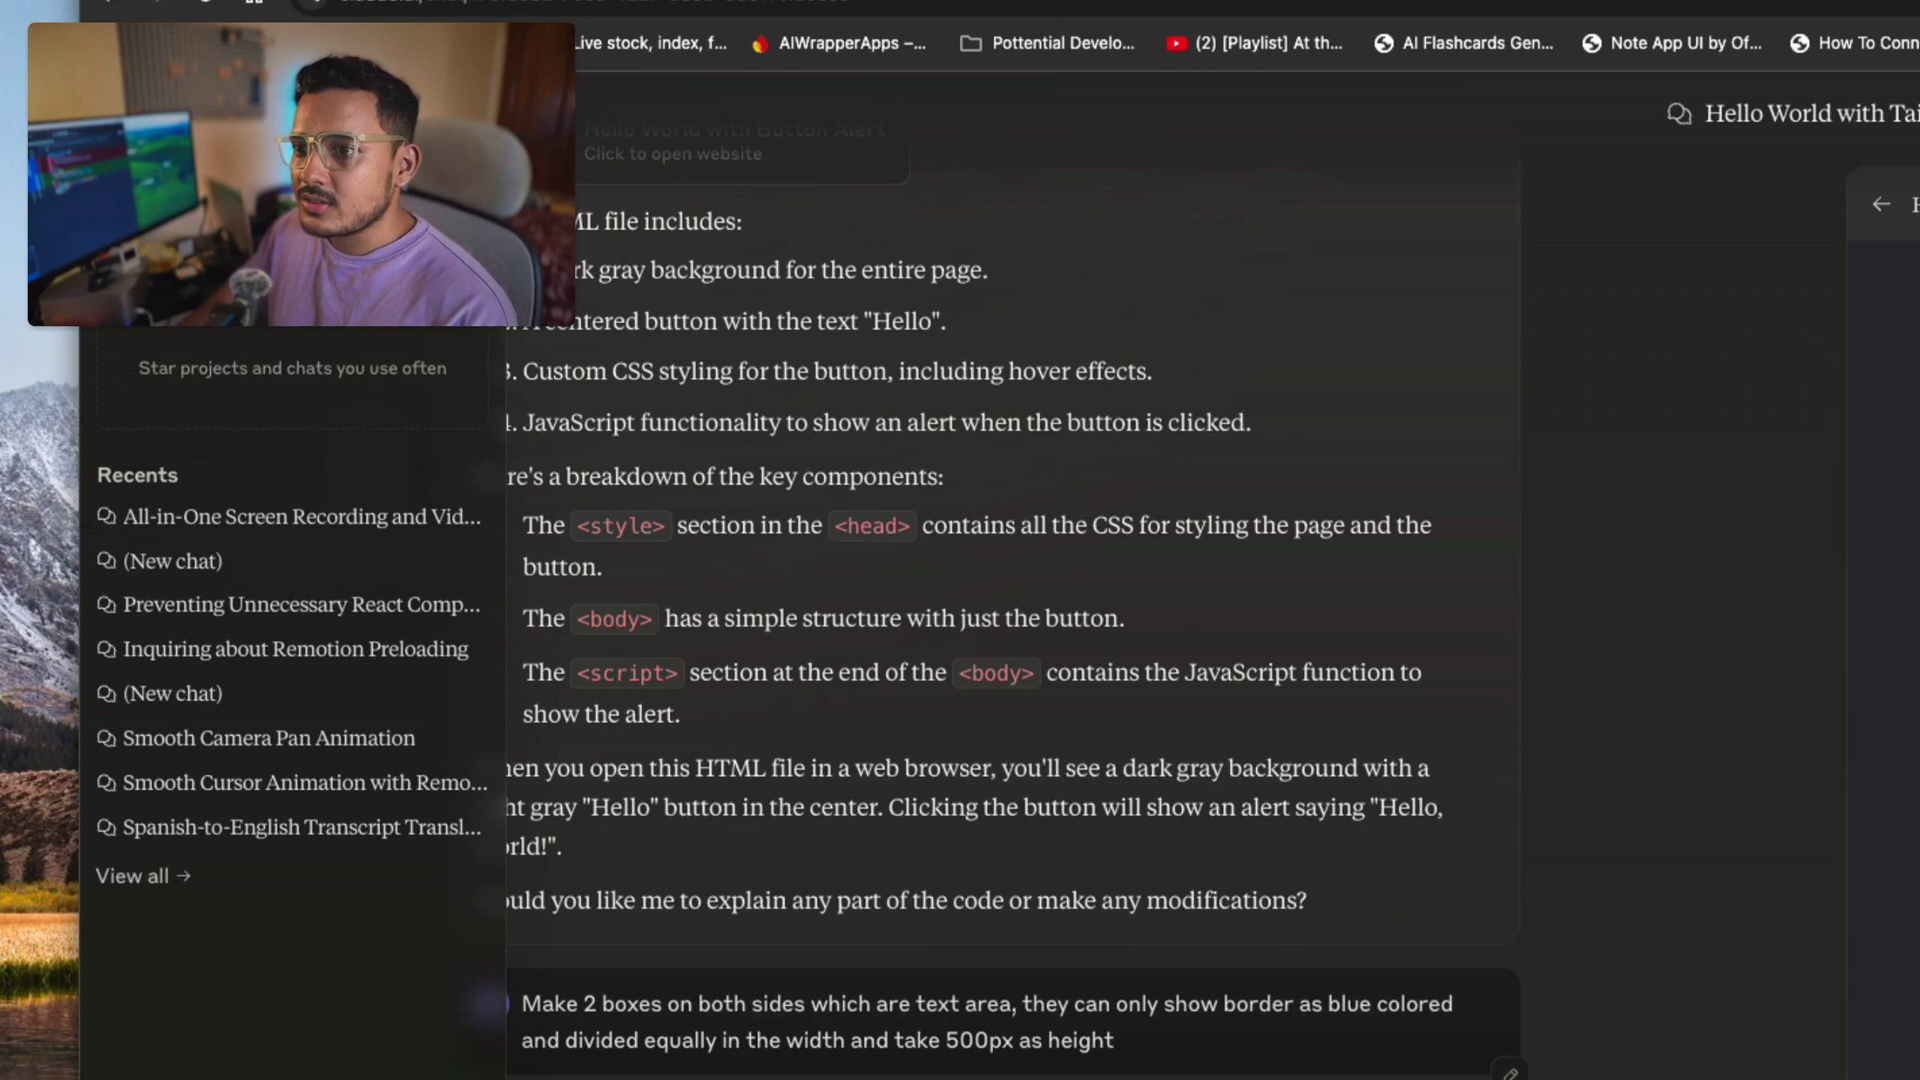 Live stock, index, f...
AIWrapperApps –...
Pottential Develo...
(2) [Playlist] At th...
AI Flashcards Gen...
Note App UI by Of...
How To Conn
Hello World with Button Alert
Click to open website
Hello World with Tai
ML file includes:
rk gray background for the entire page.
entered button with the text "Hello".
3. Custom CSS styling for the button, including hover effects.
4. JavaScript functionality to show an alert when the button is clicked.
re's a breakdown of the key components:
The <style> section in the <head> contains all the CSS for styling the page and the
button.
The <body> has a simple structure with just the button.
The <script> section at the end of the <body> contains the JavaScript function to
show the alert.
hen you open this HTML file in a web browser, you'll see a dark gray background with a
ht gray "Hello" button in the center. Clicking the button will show an alert saying "Hello,
orld!".
ould you like me to explain any part of the code or make any modifications?
Make 2 boxes on both sides which are text area, they can only show border as blue colored
and divided equally in the width and take 500px as height
Star projects and chats you use often
Recents
All-in-One Screen Recording and Vid...
(New chat)
Preventing Unnecessary React Comp...
Inquiring about Remotion Preloading
(New chat)
Smooth Camera Pan Animation
Smooth Cursor Animation with Remo...
Spanish-to-English Transcript Transl...
View all →